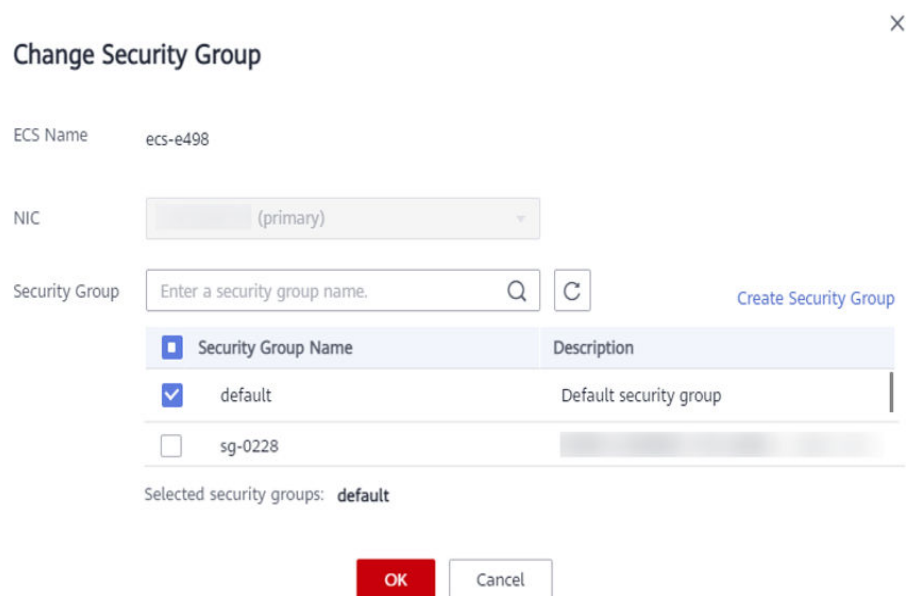 Change Security Group
ECS Name ecs-e498
NIC (primary)
Security Group Enter a security group name. Create Security Group
Security Group Name Description
default Default security group
sg-0228
Selected security groups: default
OK Cancel